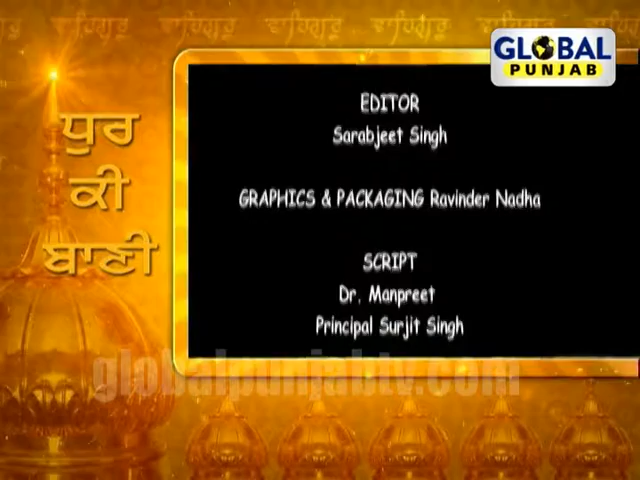 ਵਾਹਿਗੁਰੂ ਵਾਹਿਗੁਰੂ ਵਾਹਿਗੁਰੂ ਵਾਹਿਗੁਰੂ
GLOBAL
PUNJAB
ਧੁਰ
ਕੀ
ਬਾਣੀ
EDITOR
Sarabjeet Singh
GRAPHICS & PACKAGING Ravinder Nadha
SCRIPT
Dr. Manpreet
Principal Surjit Singh
globalpunjabtv.com